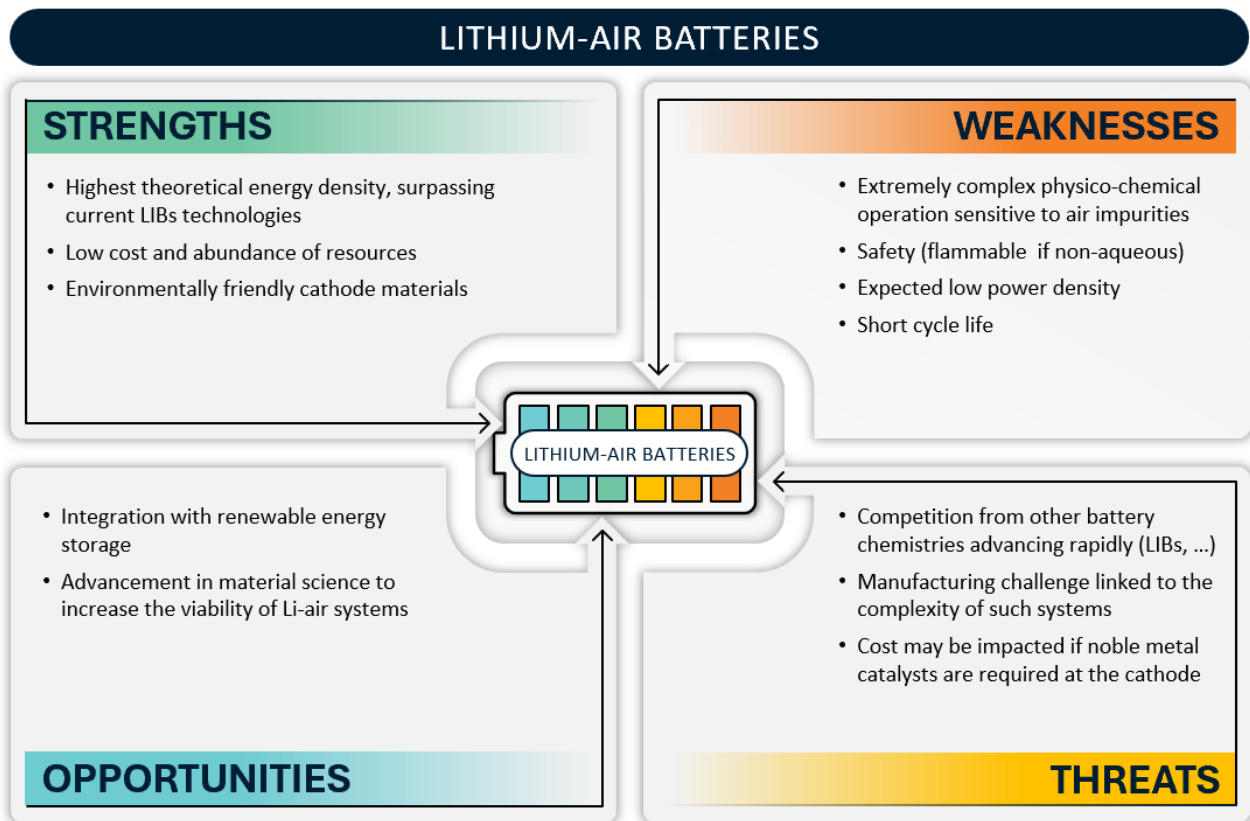 LITHIUM-AIR BATTERIES
STRENGTHS
• Highest theoretical energy density, surpassing
current LIBs technologies
• Low cost and abundance of resources
• Environmentally friendly cathode materials
WEAKNESSES
• Extremely complex physico-chemical
operation sensitive to air impurities
• Safety (flammable  if non-aqueous)
• Expected low power density
• Short cycle life
LITHIUM-AIR BATTERIES
• Integration with renewable energy
storage
• Advancement in material science to
increase the viability of Li-air systems
OPPORTUNITIES
• Competition from other battery
chemistries advancing rapidly (LIBs, ...)
• Manufacturing challenge linked to the
complexity of such systems
• Cost may be impacted if noble metal
catalysts are required at the cathode
THREATS